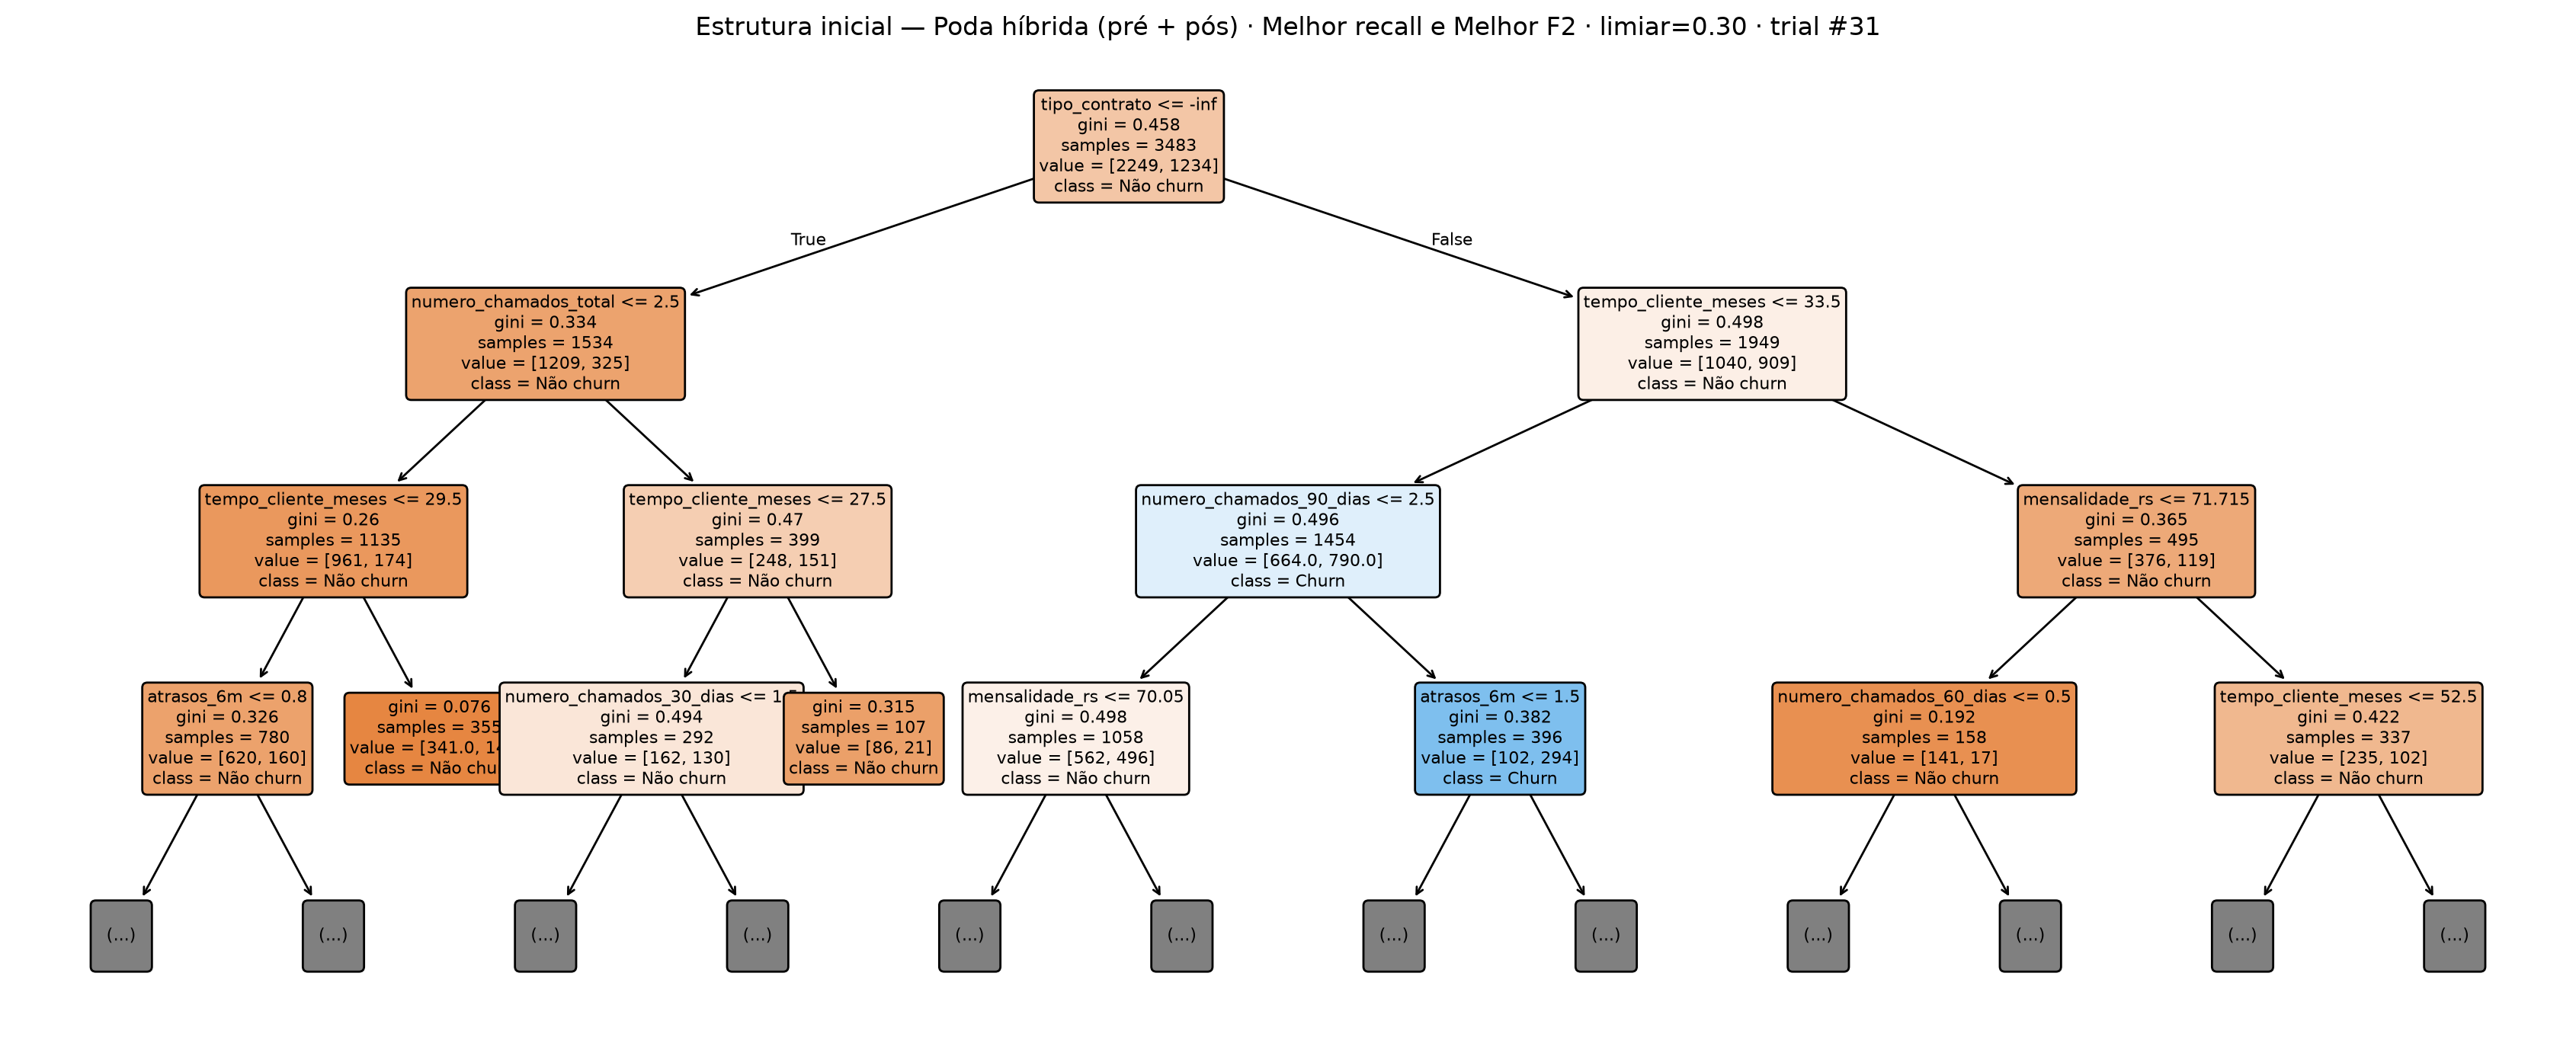 Estrutura inicial — Poda híbrida (pré + pós) · Melhor recall e Melhor F2 · limiar=0.30 · trial #31
tipo_contrato <= -inf
gini = 0.458
samples = 3483
value = [2249, 1234]
class = Não churn
True
False
numero_chamados_total <= 2.5
gini = 0.334
samples = 1534
value = [1209, 325]
class = Não churn
tempo_cliente_meses <= 33.5
gini = 0.498
samples = 1949
value = [1040, 909]
class = Não churn
tempo_cliente_meses <= 29.5
gini = 0.26
samples = 1135
value = [961, 174]
class = Não churn
tempo_cliente_meses <= 27.5
gini = 0.47
samples = 399
value = [248, 151]
class = Não churn
numero_chamados_90_dias <= 2.5
gini = 0.496
samples = 1454
value = [664.0, 790.0]
class = Churn
mensalidade_rs <= 71.715
gini = 0.365
samples = 495
value = [376, 119]
class = Não churn
atrasos_6m <= 0.8
gini = 0.326
samples = 780
value = [620, 160]
class = Não churn
gini = 0.076
samples = 355
value = [341.0,
class = Não
numero_chamados_30_dias <=
gini = 0.494
samples = 292
value = [162, 130]
class = Não churn
gini = 0.315
samples = 107
value = [86, 21]
class = Não churn
mensalidade_rs <= 70.05
gini = 0.498
samples = 1058
value = [562, 496]
class = Não churn
atrasos_6m <= 1.5
gini = 0.382
samples = 396
value = [102, 294]
class = Churn
numero_chamados_60_dias <= 0.5
gini = 0.192
samples = 158
value = [141, 17]
class = Não churn
tempo_cliente_meses <= 52.5
gini = 0.422
samples = 337
value = [235, 102]
class = Não churn
(...)
(...)
(...)
(...)
(...)
(...)
(...)
(...)
(...)
(...)
(...)
(...)